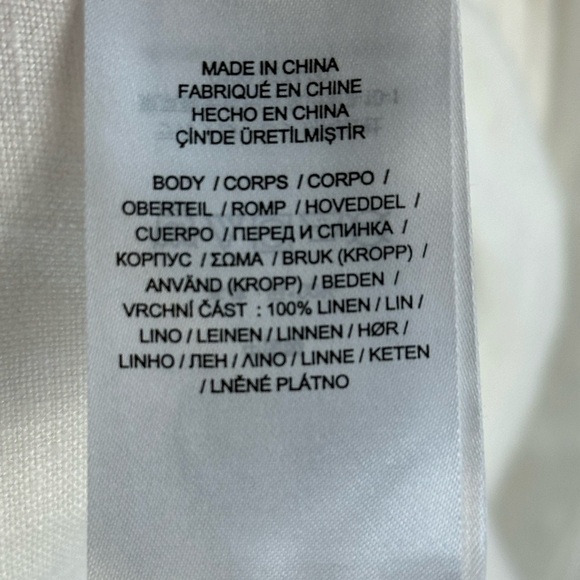 MADE IN CHINA
FABRIQUÉ EN CHINE
HECHO EN CHINA
ÇİN'DE ÜRETİLMİŞTİR
BODY / CORPS / CORPO /
OBERTEIL / ROMP / HOVEDDEL /
CUERPO / ПЕРЕД И СПИНКА /
КОРПУС / ΣΩΜΑ / BRUK (KROPP) /
ANVÄND (KROPP) / BEDEN /
VRCHNÍ ČÁST : 100% LINEN / LIN /
LINO / LEINEN / LINNEN / HØR /
LINHO / ЛЕН / ΛΙΝΟ / LINNE / KETEN
/ LNĚNÉ PLÁTNO